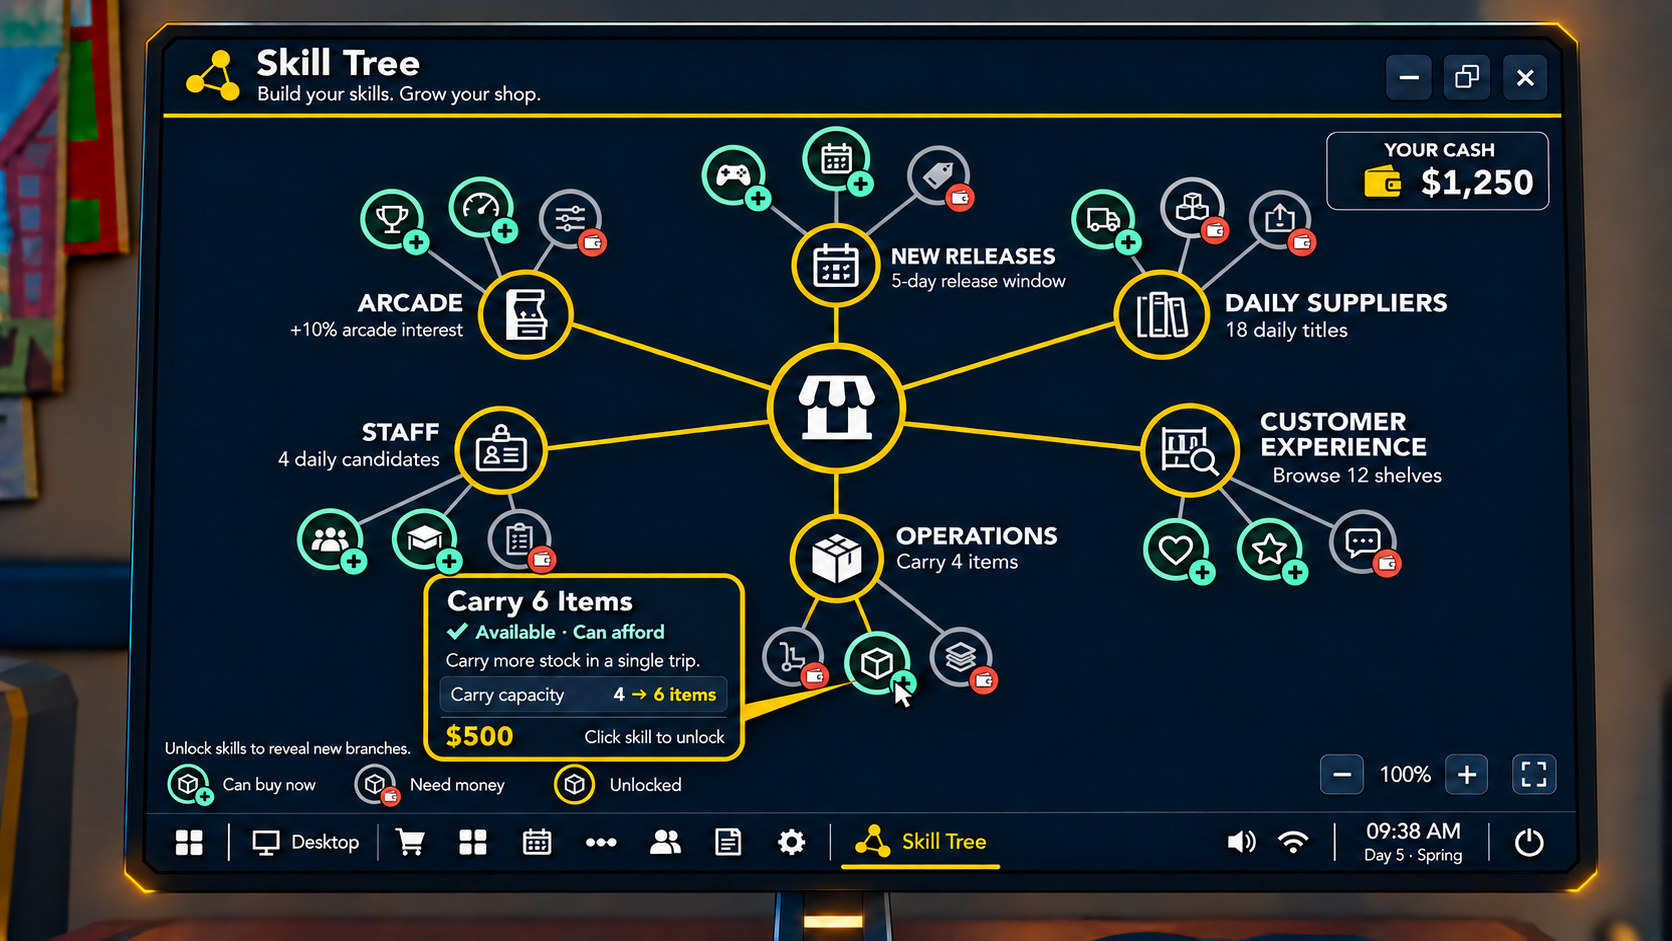 Skill Tree
Build your skills. Grow your shop.
YOUR CASH
$1,250
NEW RELEASES
5-day release window
ARCADE
+10% arcade interest
DAILY SUPPLIERS
18 daily titles
STAFF
4 daily candidates
CUSTOMER
EXPERIENCE
Browse 12 shelves
OPERATIONS
Carry 4 items
Carry 6 Items
Available · Can afford
Carry more stock in a single trip.
Carry capacity 4 → 6 items
$500 Click skill to unlock
Unlock skills to reveal new branches.
Can buy now Need money Unlocked
100%
Desktop
Skill Tree
09:38 AM
Day 5 · Spring